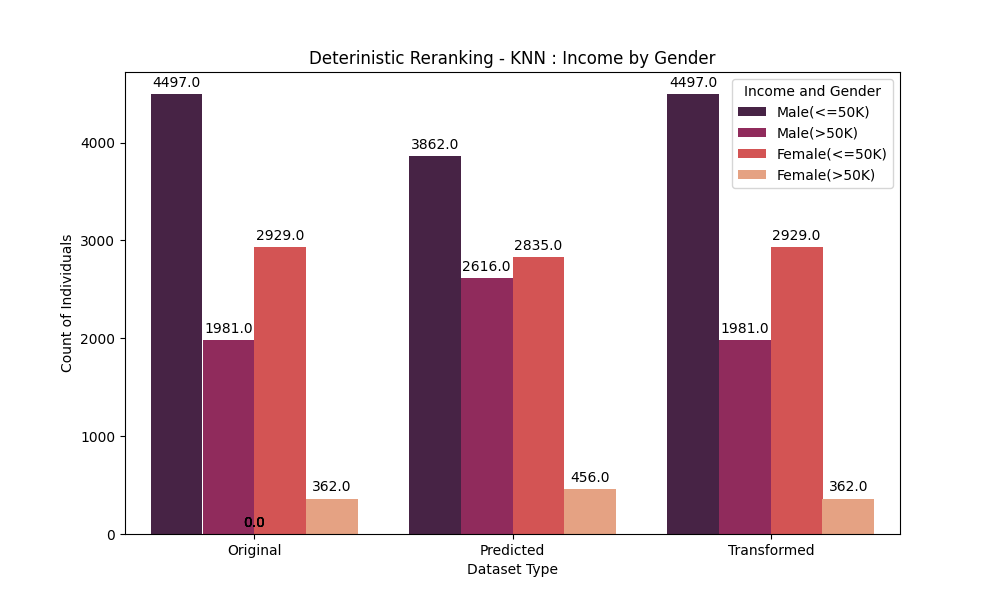 Deterinistic Reranking - KNN : Income by Gender
4497.0
4497.0
Income and Gender
Male(<=50K)
Male(>50K)
Female(<=50K)
Female(>50K)
4000
3862.0
3000
2929.0
2835.0
2929.0
2616.0
Count of Individuals
2000
1981.0
1981.0
1000
362.0
456.0
362.0
0.0
0
Original
Predicted
Transformed
Dataset Type